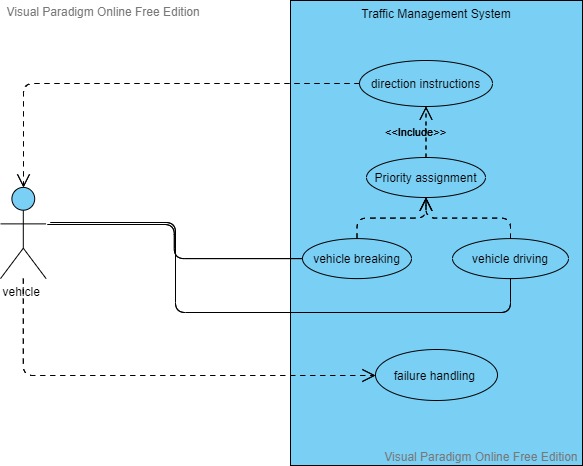 Visual Paradigm Online Free Edition
Traffic Management System
direction instructions
<<Include>>
Priority assignment
vehicle breaking
vehicle driving
vehicle
failure handling
Visual Paradigm Online Free Edition